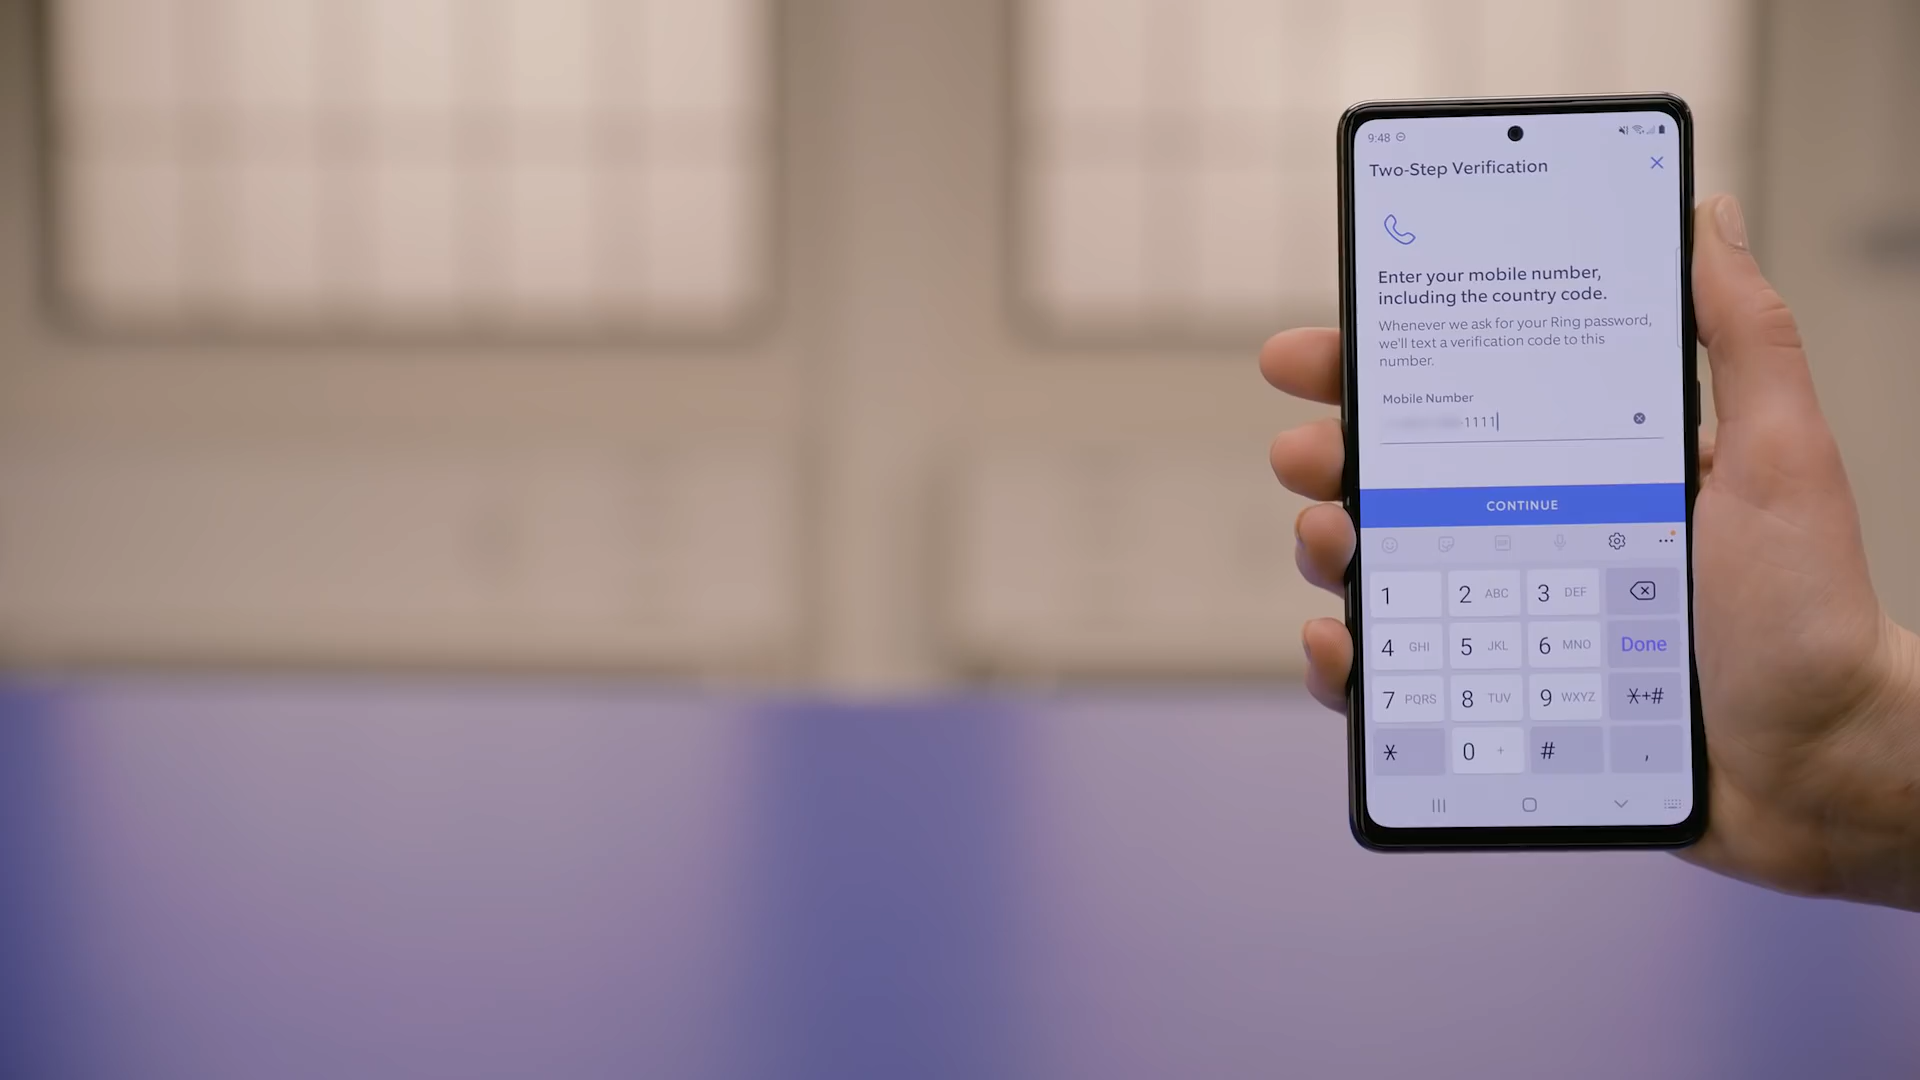 9:48
Two-Step Verification
Enter your mobile number,
including the country code.
Whenever we ask for your Ring password,
we'll text a verification code to this
number.
Mobile Number
1111
CONTINUE
1 2 ABC 3 DEF
4 GHI 5 JKL 6 MNO Done
7 PQRS 8 TUV 9 WXYZ *+#
* 0 + # ,